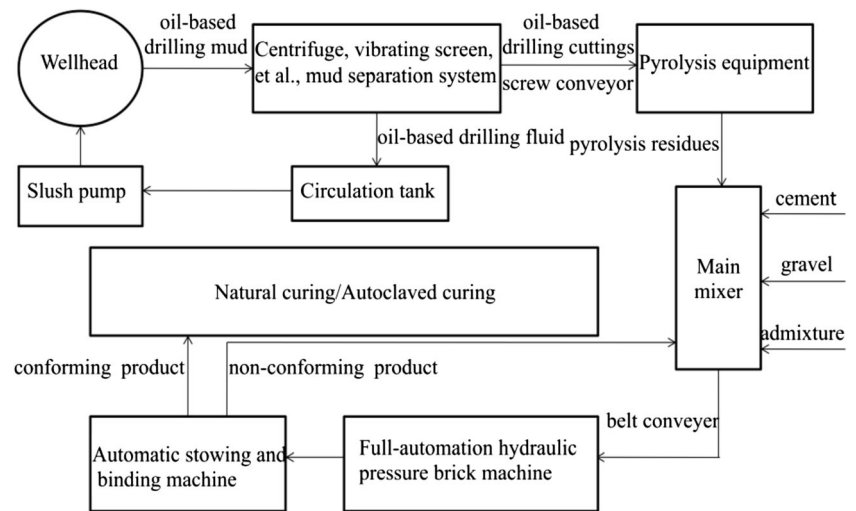 oil-based
drilling mud
oil-based
drilling cuttings
Wellhead
Centrifuge, vibrating screen,
et al., mud separation system
screw conveyor
Pyrolysis equipment
oil-based drilling fluid
pyrolysis residues
Slush pump
Circulation tank
cement
gravel
admixture
Main
mixer
Natural curing/Autoclaved curing
conforming product
non-conforming product
belt conveyer
Automatic stowing and
binding machine
Full-automation hydraulic
pressure brick machine